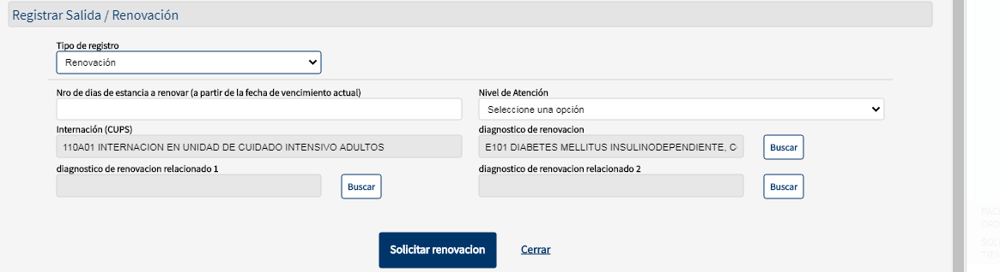 Registrar Salida / Renovación
Tipo de registro
Renovación
Nro de dias de estancia a renovar (a partir de la fecha de vencimiento actual)
Nivel de Atención
Seleccione una opción
Internación (CUPS)
diagnostico de renovacion
110A01 INTERNACION EN UNIDAD DE CUIDADO INTENSIVO ADULTOS
E101 DIABETES MELLITUS INSULINODEPENDIENTE,
Buscar
diagnostico de renovacion relacionado 1
diagnostico de renovacion relacionado 2
Buscar
Buscar
Solicitar renovacion
Cerrar